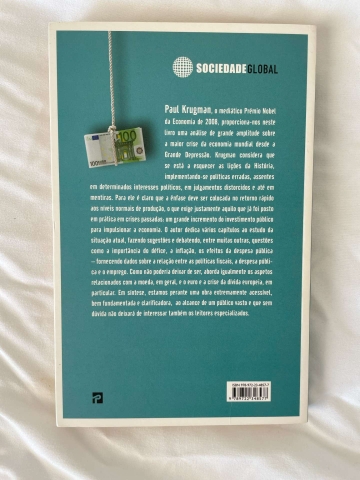 SOCIEDADEGLOBAL
Paul Krugman, o mediático Prémio Nobel
da Economia de 2008, proporciona-nos neste
livro uma análise de grande amplitude sobre
a maior crise da economia mundial desde a
Grande Depressão. Krugman considera que
se está a esquecer as lições da História,
implementando-se políticas erradas, assentes
em determinados interesses políticos, em julgamentos distorcidos e até em
mentiras. Para ele é claro que a ênfase deve ser colocada no retorno rápido
aos níveis normais de produção, o que exige justamente aquilo que já foi posto
em prática em crises passadas: um grande incremento do investimento público
para impulsionar a economia. O autor dedica vários capítulos ao estudo da
situação atual, fazendo sugestões e debatendo, entre muitas outras, questões
como a importância do défice, a inflação, os efeitos da despesa pública
– fornecendo dados sobre a relação entre as políticas fiscais, a despesa públi-
ca e o emprego. Como não poderia deixar de ser, aborda igualmente os aspetos
relacionados com a moeda, em geral, e o euro e a crise da dívida europeia, em
particular. Em síntese, estamos perante uma obra extremamente acessível,
bem fundamentada e clarificadora, ao alcance de um público vasto e que sem
dúvida não deixará de interessar também os leitores especializados.
100